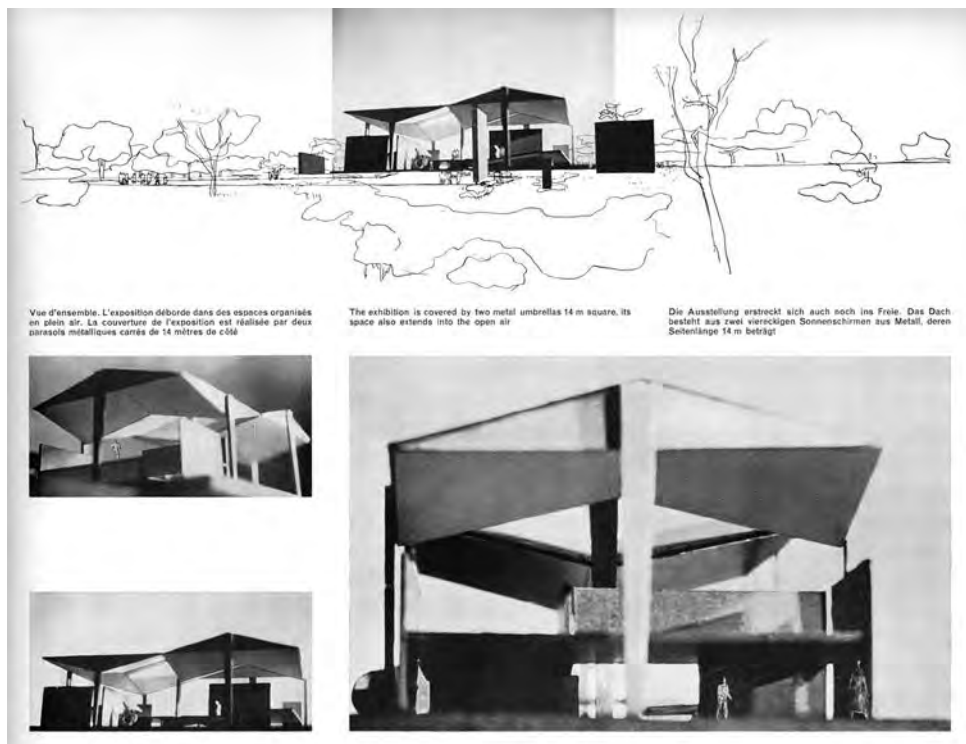 Vue d'ensemble. L'exposition déborde dans des espaces organisés
en plein air. La couverture de l'exposition est réalisée par deux
parasols métalliques carrés de 14 mètres de côté
The exhibition is covered by two metal umbrellas 14 m square, its
space also extends into the open air
Die Ausstellung erstreckt sich auch noch ins Freie. Das Dach
besteht aus zwei viereckigen Sonnenschirmen aus Metall, deren
Seitenlänge 14 m beträgt